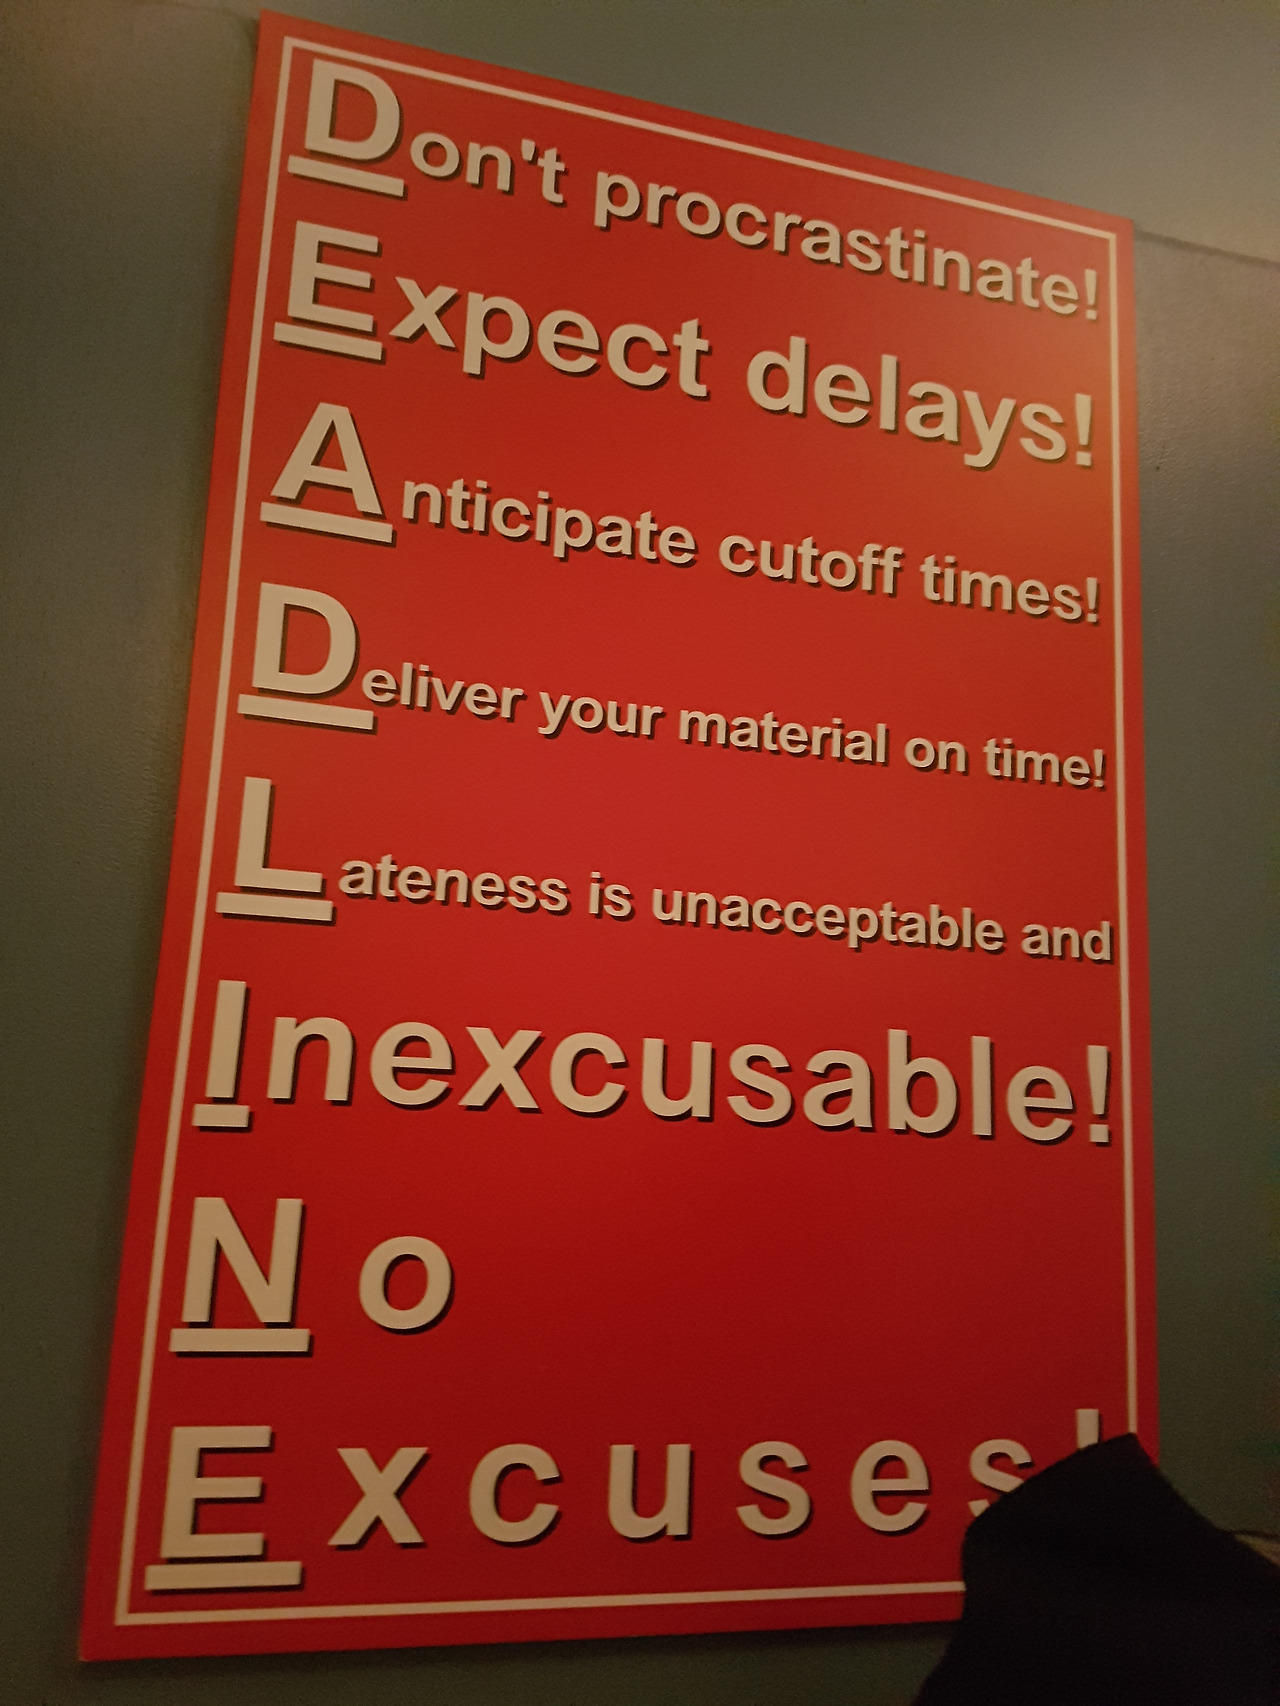 Don't procrastinate!
Expect delays!
Anticipate cutoff times!
Deliver your material on time!
Lateness is unacceptable and
Inexcusable!
No
Excuses!